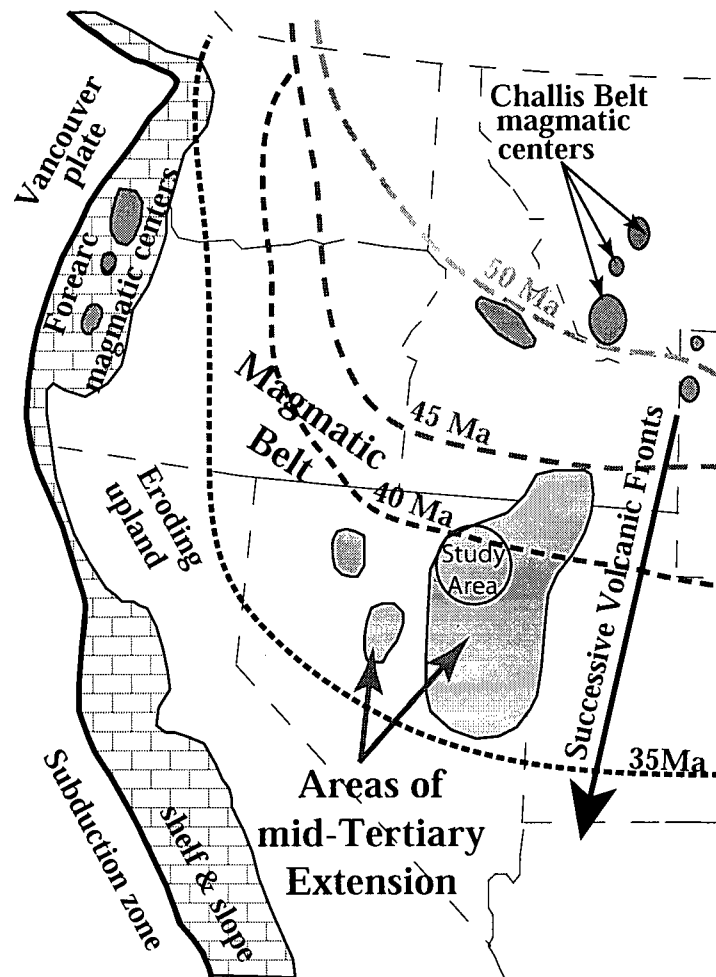 Challis Belt
magmatic
centers
Vancouver
plate
Forearc
magmatic centers
50 Ma
Magmatic
Belt
45 Ma
40 Ma
Eroding
upland
Study
Area
Successive Volcanic Fronts
35Ma
Areas of
mid-Tertiary
Extension
Subduction zone
shelf & slope